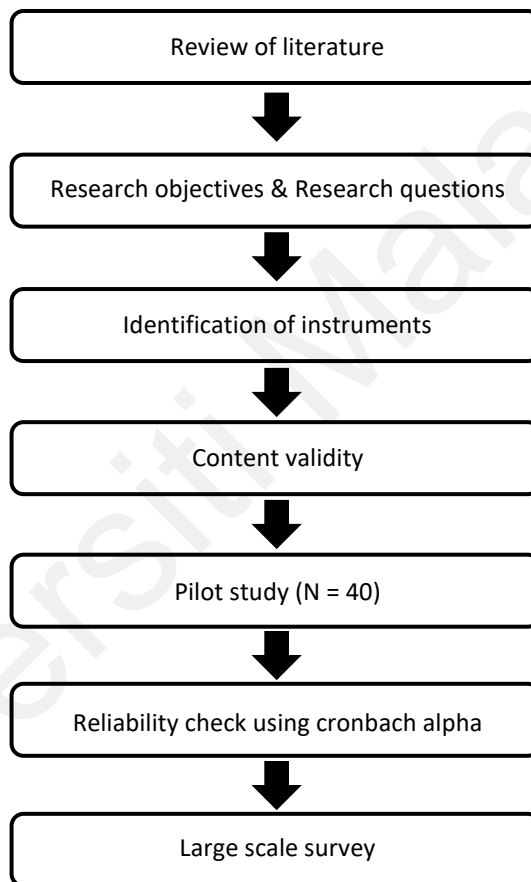 Review of literature
Research objectives & Research questions
Identification of instruments
Content validity
Pilot study (N = 40)
Reliability check using cronbach alpha
Large scale survey